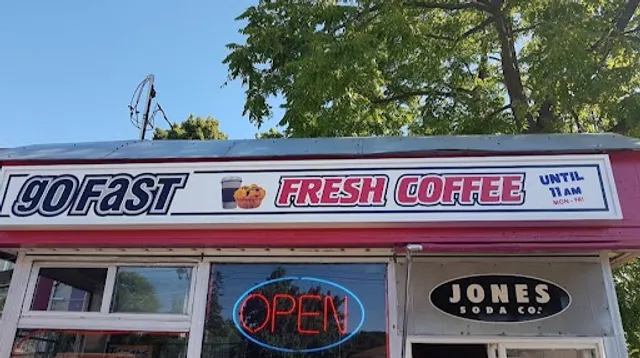 goFast
FRESH COFFEE
UNTIL
11 AM
MON - FRI
OPEN
JONES
SODA CO.